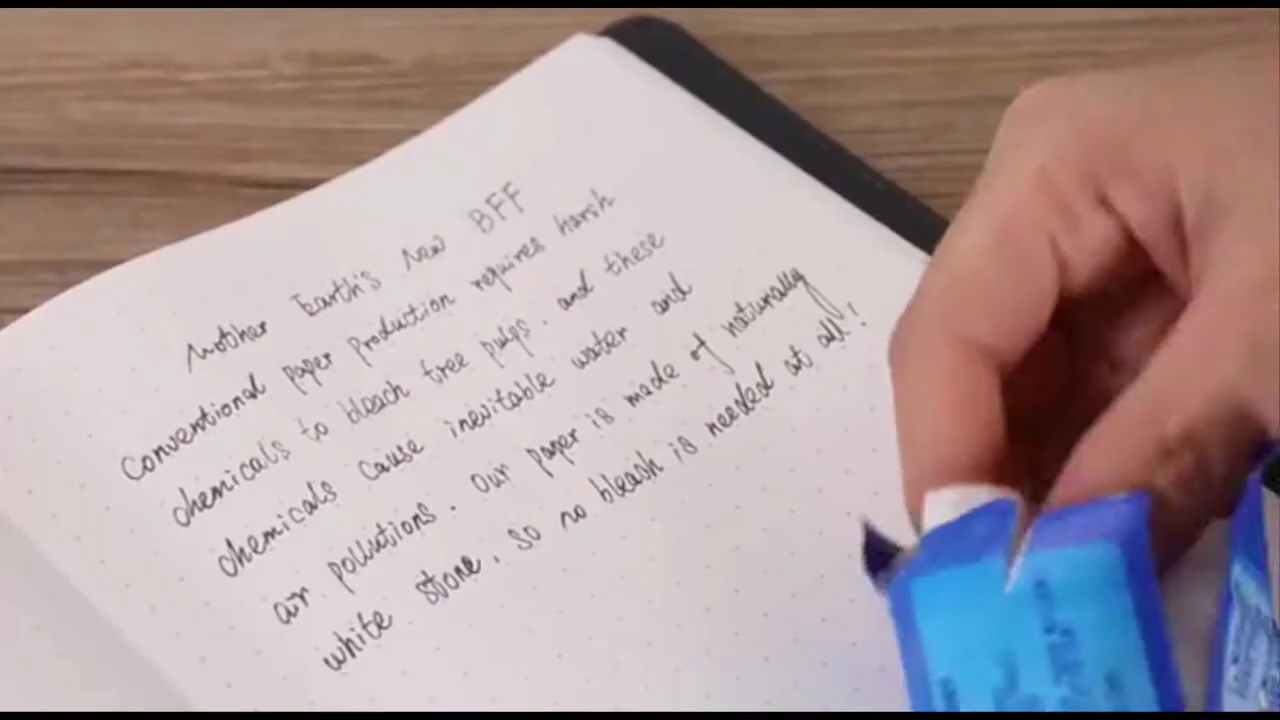 Mother Earth's New BFF
Conventional paper production requires harsh
chemicals to bleach tree pulps. and these
chemicals cause inevitable water and
air pollutions. Our paper is made of naturally
white stone. so no bleash is needed at all!